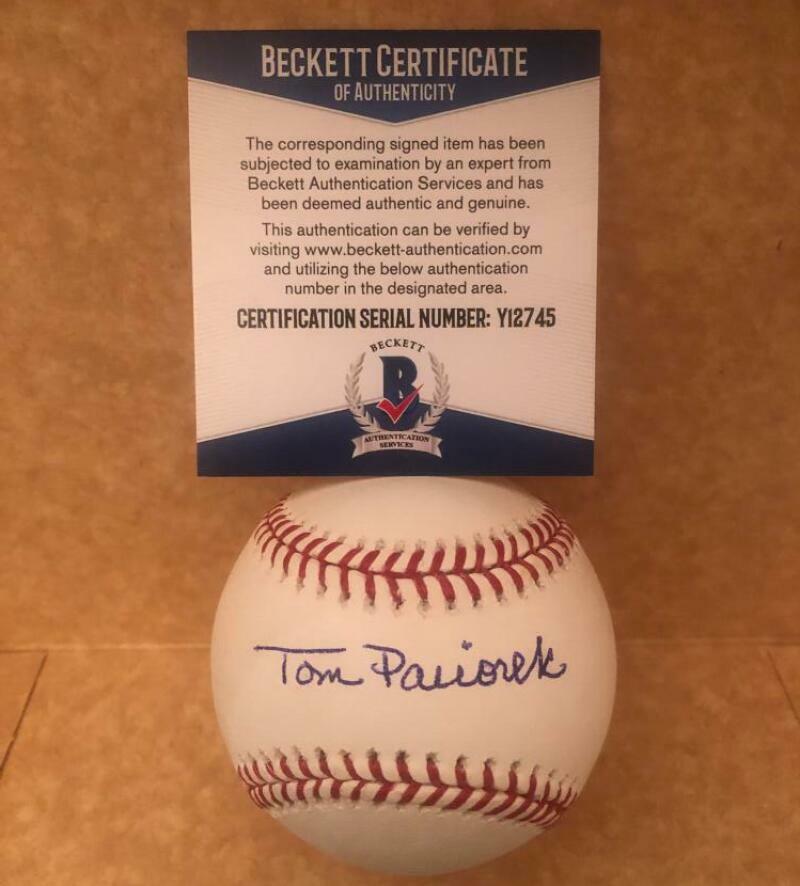 BECKETT CERTIFICATE
OF AUTHENTICITY
The corresponding signed item has been
subjected to examination by an expert from
Beckett Authentication Services and has
been deemed authentic and genuine.
This authentication can be verified by
visiting www.beckett-authentication.com
and utilizing the below authentication
number in the designated area.
CERTIFICATION SERIAL NUMBER: Y12745
BECKETT
B
AUTHENTICATION
SERVICES
Tom Paciorek